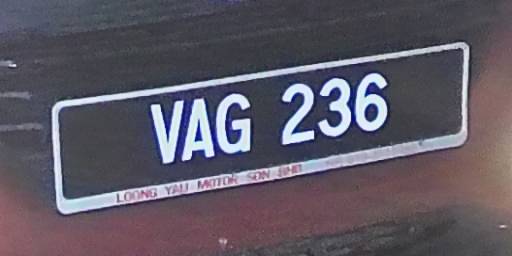 VAG 236
LOONG YAU MOTOR SDN BHD